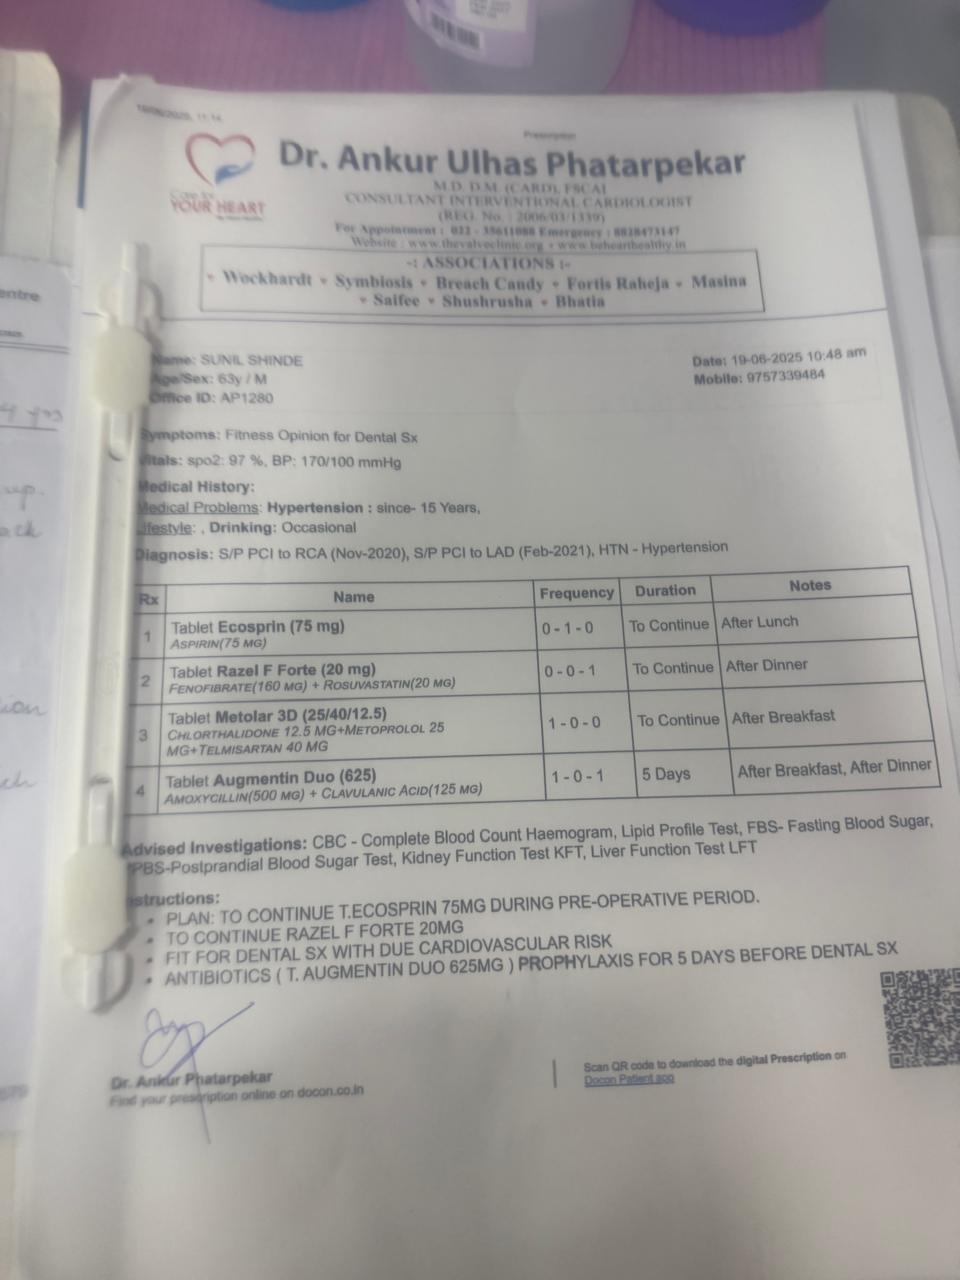 19/06/2025, 11:14
Prescription
Dr. Ankur Ulhas Phatarpekar
M.D. D.M. (CARD), FSCAI
CONSULTANT INTERVENTIONAL CARDIOLOGIST
(REG. No. : 2006/03/1339)
For Appointment : 022 - 35611088 Emergency : 8828473147
Website : www.thevalveclinic.org • www.behearthealthy.in
Care for
YOUR HEART
-: ASSOCIATIONS :-
Wockhardt Symbiosis Breach Candy Fortis Raheja Masina
Saifee Shushrusha Bhatia
Name: SUNIL SHINDE
Age/Sex: 63y / M
Office ID: AP1280
Date: 19-06-2025 10:48 am
Mobile: 9757339484
Symptoms: Fitness Opinion for Dental Sx
Vitals: spo2: 97 %, BP: 170/100 mmHg
Medical History:
Medical Problems: Hypertension : since- 15 Years,
Lifestyle: , Drinking: Occasional
Diagnosis: S/P PCI to RCA (Nov-2020), S/P PCI to LAD (Feb-2021), HTN - Hypertension
Rx Name Frequency Duration Notes
1 Tablet Ecosprin (75 mg) 0 - 1 - 0 To Continue After Lunch
ASPIRIN(75 MG)
2 Tablet Razel F Forte (20 mg) 0 - 0 - 1 To Continue After Dinner
FENOFIBRATE(160 MG) + ROSUVASTATIN(20 MG)
3 Tablet Metolar 3D (25/40/12.5) 1 - 0 - 0 To Continue After Breakfast
CHLORTHALIDONE 12.5 MG+METOPROLOL 25
MG+TELMISARTAN 40 MG
4 Tablet Augmentin Duo (625) 1 - 0 - 1 5 Days After Breakfast, After Dinner
AMOXYCILLIN(500 MG) + CLAVULANIC ACID(125 MG)
Advised Investigations: CBC - Complete Blood Count Haemogram, Lipid Profile Test, FBS- Fasting Blood Sugar,
PBS-Postprandial Blood Sugar Test, Kidney Function Test KFT, Liver Function Test LFT
Instructions:
• PLAN: TO CONTINUE T.ECOSPRIN 75MG DURING PRE-OPERATIVE PERIOD.
• TO CONTINUE RAZEL F FORTE 20MG
• FIT FOR DENTAL SX WITH DUE CARDIOVASCULAR RISK
• ANTIBIOTICS ( T. AUGMENTIN DUO 625MG ) PROPHYLAXIS FOR 5 DAYS BEFORE DENTAL SX
Dr. Ankur Phatarpekar
Find your prescription online on docon.co.in
Scan QR code to download the digital Prescription on
Docon Patient app